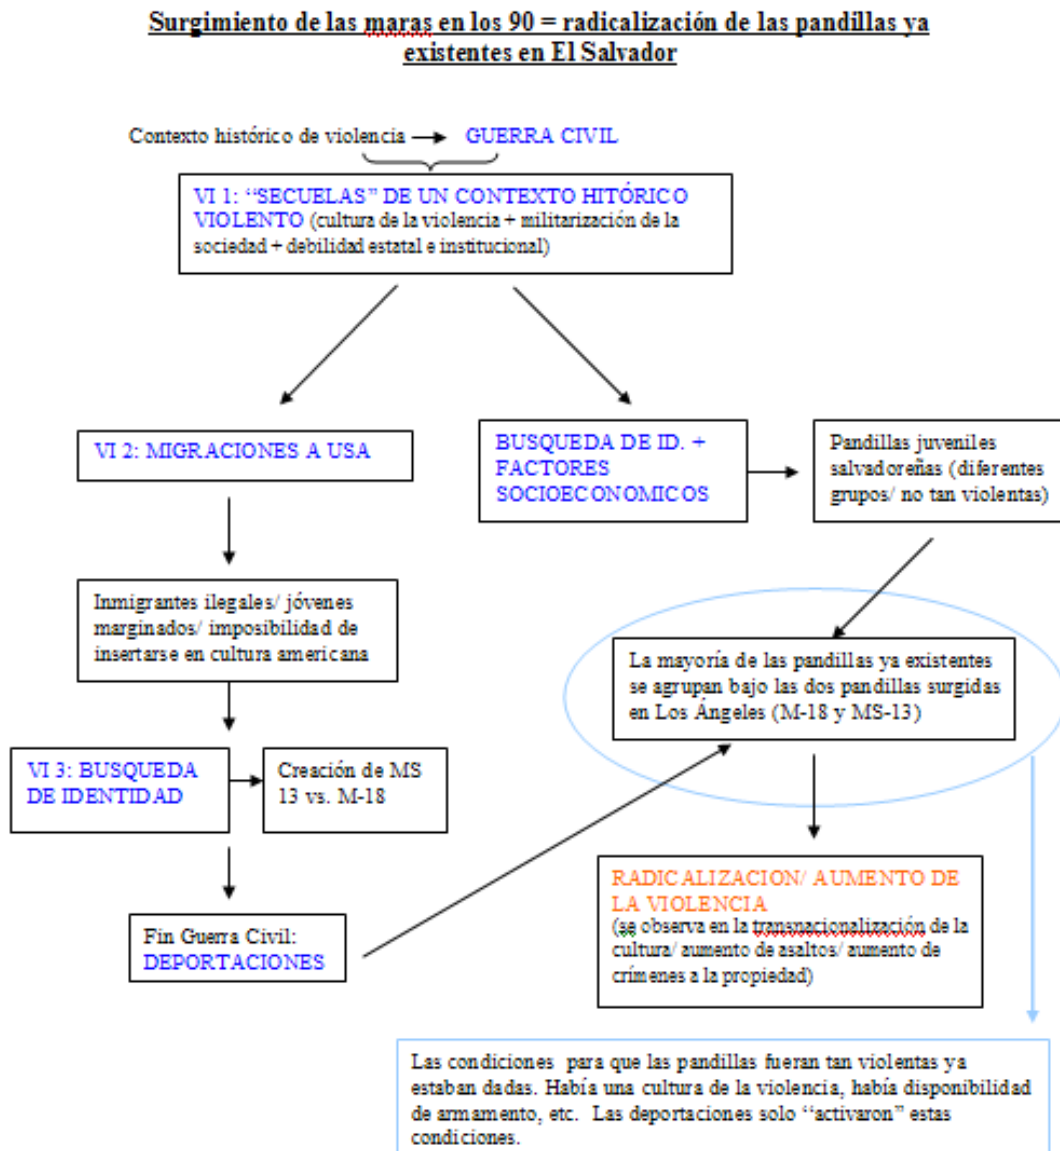 Surgimiento de las maras en los 90 = radicalización de las pandillas ya
existentes en El Salvador
Contexto histórico de violencia GUERRA CIVIL
VI 1: “SECUELAS” DE UN CONTEXTO HITÓRICO
VIOLENTO (cultura de la violencia + militarización de la
sociedad + debilidad estatal e institucional)
VI 2: MIGRACIONES A USA
BUSQUEDA DE ID. +
FACTORES
SOCIOECONOMICOS
Pandillas juveniles
salvadoreñas (diferentes
grupos/ no tan violentas)
Inmigrantes ilegales/ jóvenes
marginados/ imposibilidad de
insertarse en cultura americana
La mayoría de las pandillas ya existentes
se agrupan bajo las dos pandillas surgidas
en Los Ángeles (M-18 y MS-13)
VI 3: BUSQUEDA
DE IDENTIDAD
Creación de MS
13 vs. M-18
RADICALIZACION/ AUMENTO DE
LA VIOLENCIA
(se observa en la transnacionalización de la
cultura/ aumento de asaltos/ aumento de
crímenes a la propiedad)
Fin Guerra Civil:
DEPORTACIONES
Las condiciones para que las pandillas fueran tan violentas ya
estaban dadas. Había una cultura de la violencia, había disponibilidad
de armamento, etc. Las deportaciones solo “activaron” estas
condiciones.